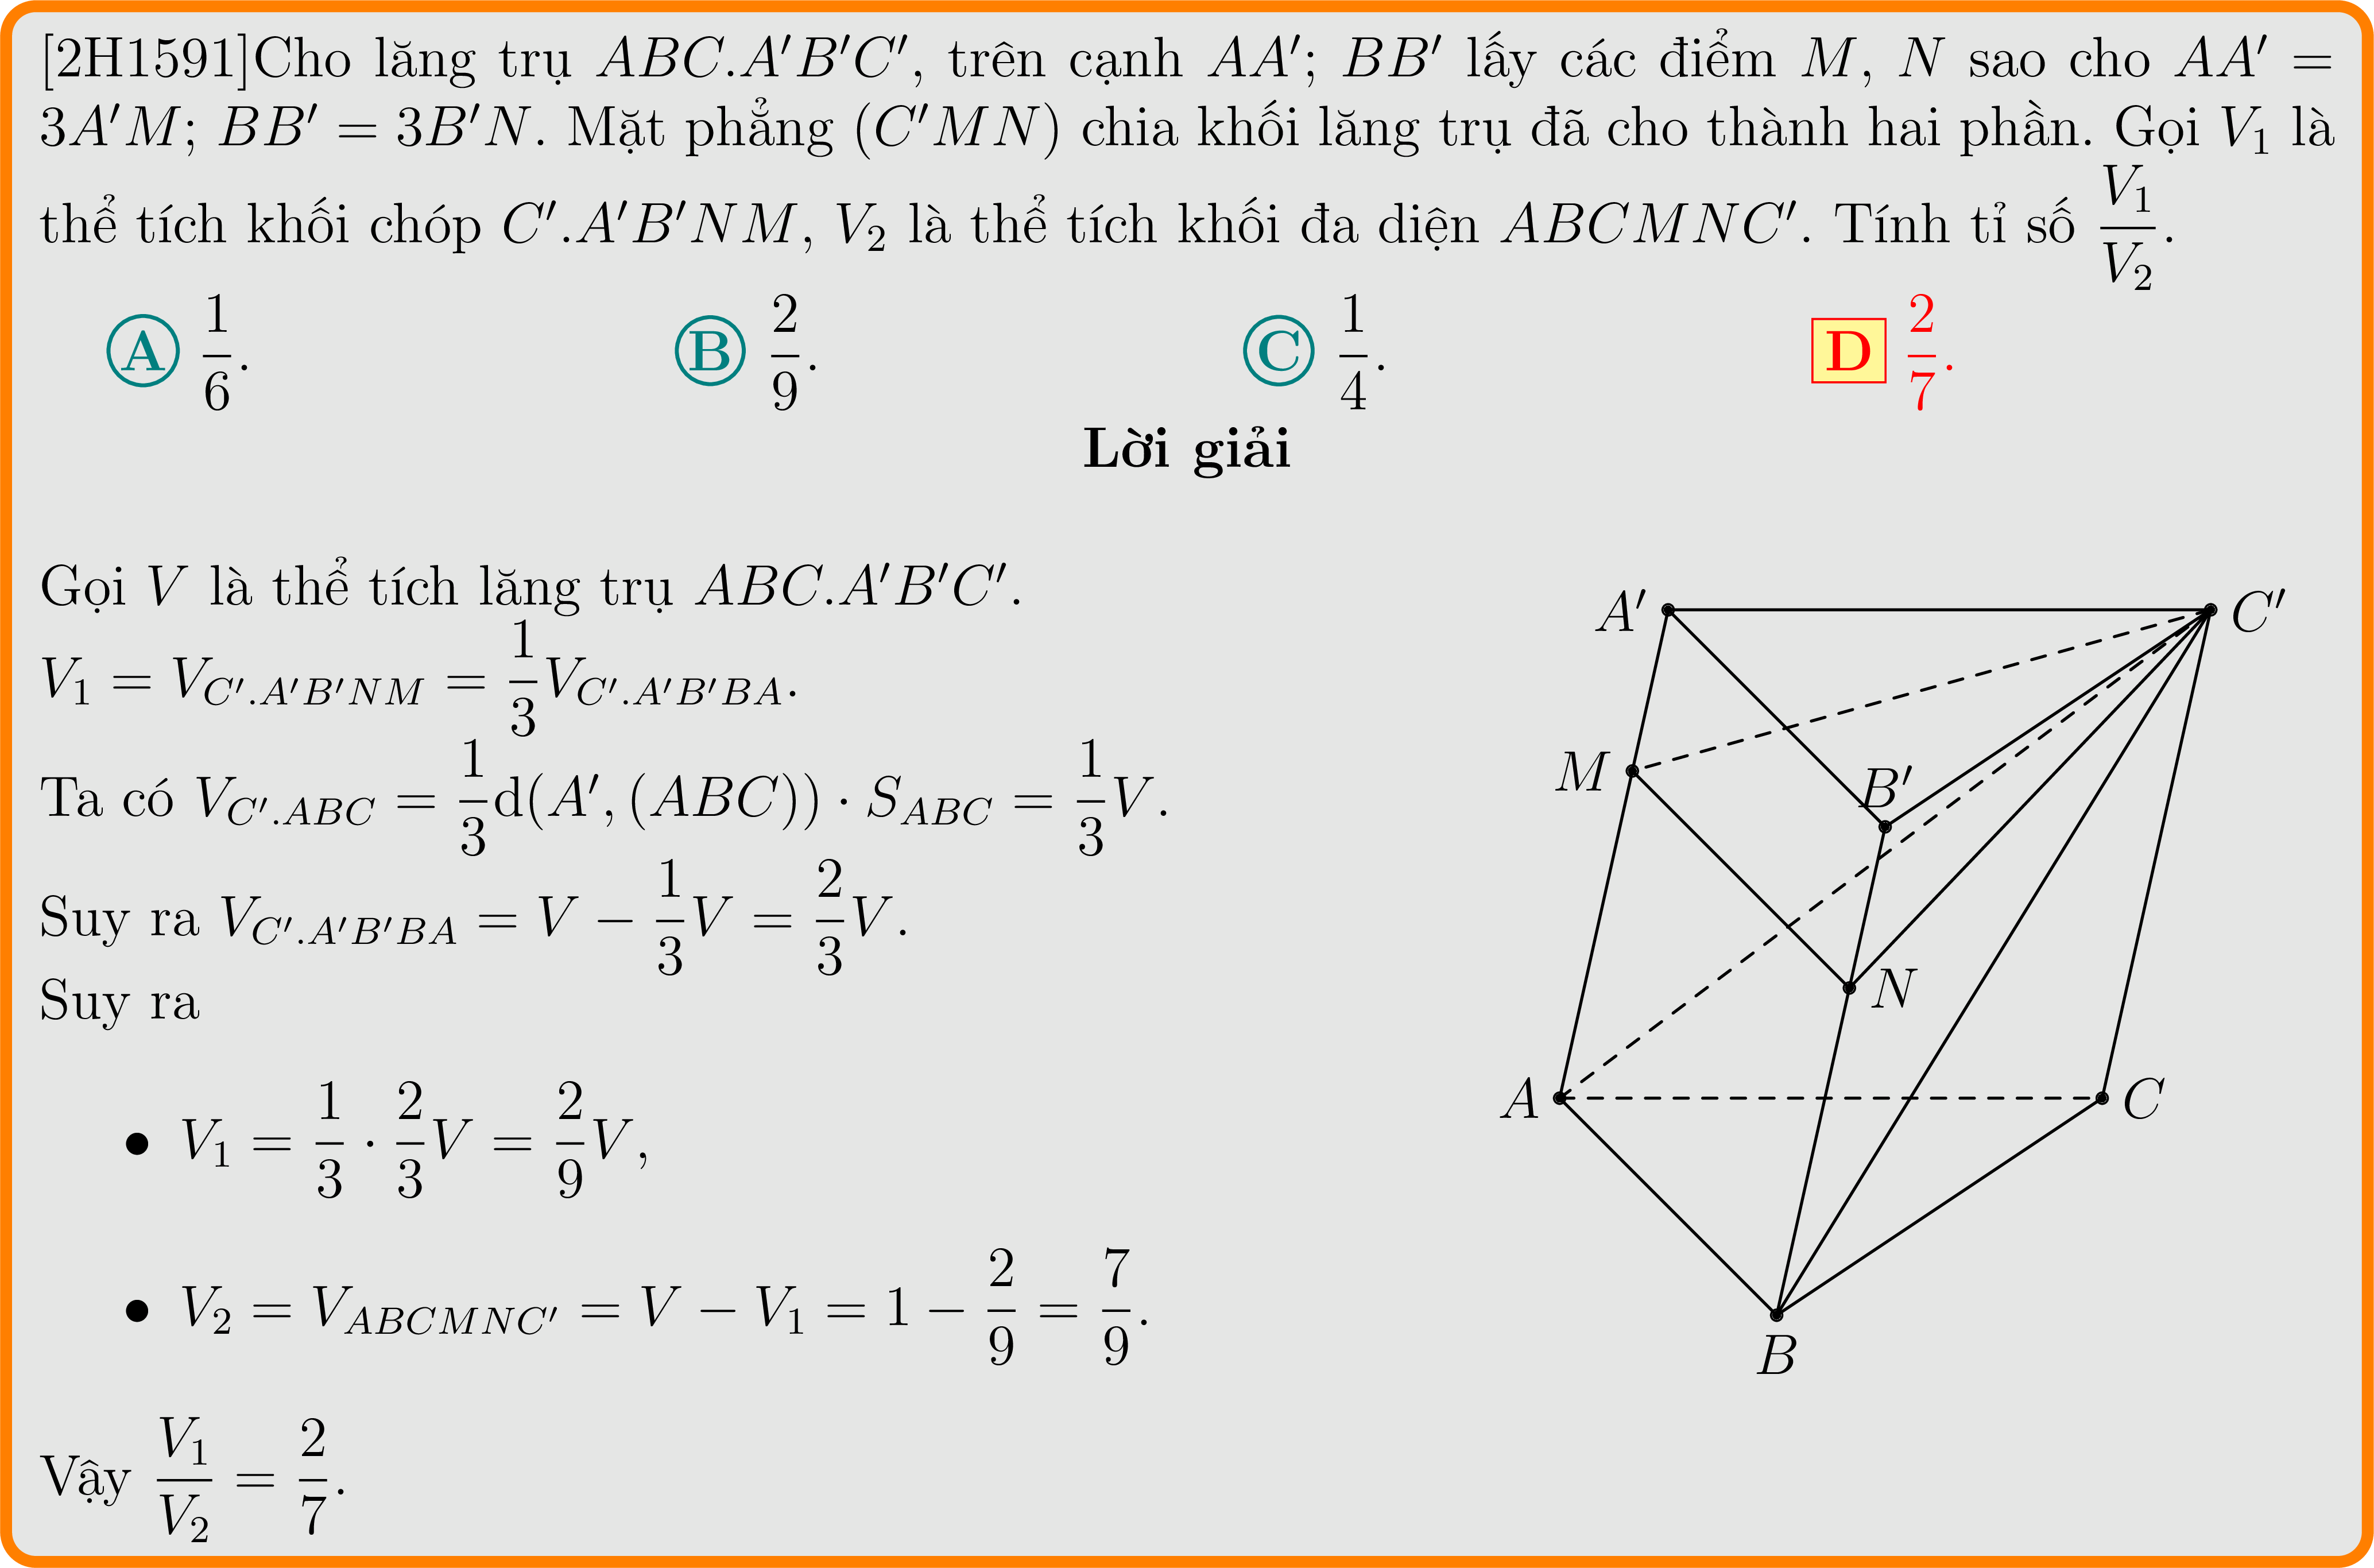 [2H1591]Cho lăng trụ ABC.A′B′C′, trên cạnh AA′; BB′ lấy các điểm M, N sao cho AA′ =
3A′M; BB′ = 3B′N. Mặt phẳng (C′MN) chia khối lăng trụ đã cho thành hai phần. Gọi V₁ là
thể tích khối chóp C′.A′B′NM, V₂ là thể tích khối đa diện ABCMNC′. Tính tỉ số \frac{V_1}{V_2}.
A \frac{1}{6}. B \frac{2}{9}. C \frac{1}{4}. D \frac{2}{7}.
Lời giải
Gọi V là thể tích lăng trụ ABC.A′B′C′.
V_1 = V_{C′.A′B′NM} = \frac{1}{3}V_{C′.A′B′BA}.
Ta có V_{C′.ABC} = \frac{1}{3}d(A′, (ABC)) · S_{ABC} = \frac{1}{3}V.
Suy ra V_{C′.A′B′BA} = V − \frac{1}{3}V = \frac{2}{3}V.
Suy ra
• V_1 = \frac{1}{3} · \frac{2}{3}V = \frac{2}{9}V,
• V_2 = V_{ABCMNC′} = V − V_1 = 1 − \frac{2}{9} = \frac{7}{9}.
Vậy \frac{V_1}{V_2} = \frac{2}{7}.
A′
C′
M
B′
N
A
C
B